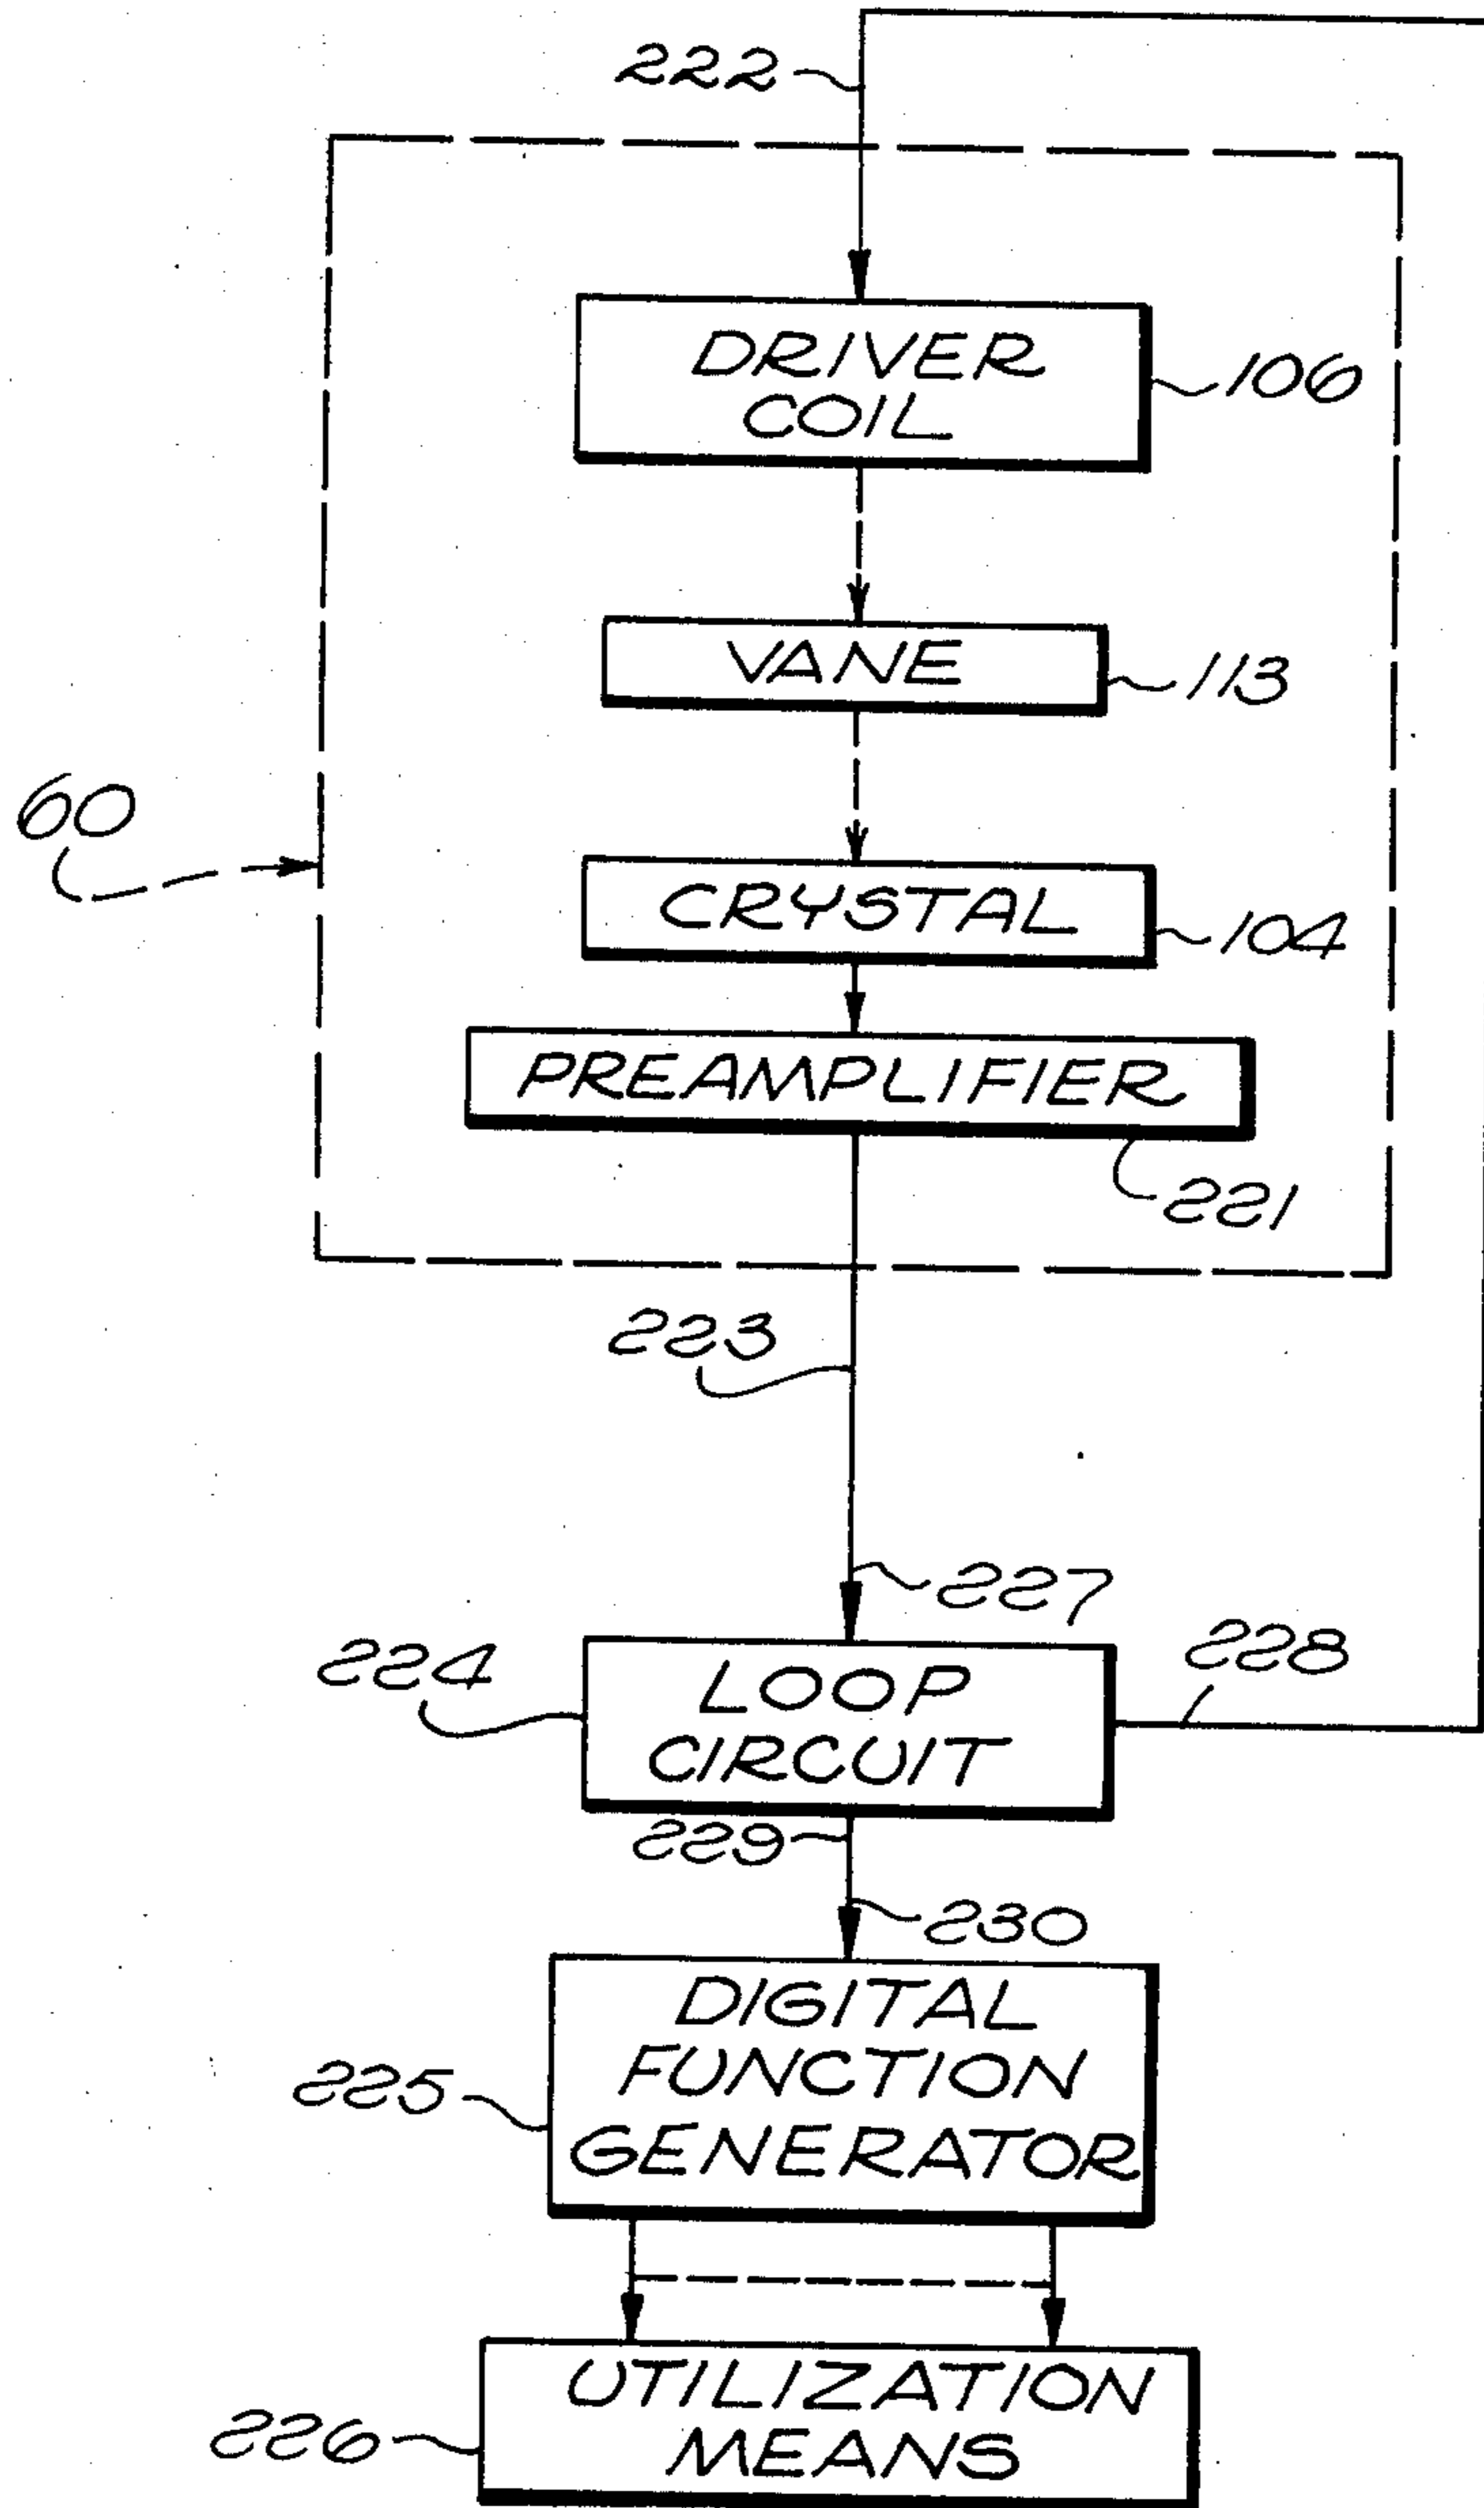 222
DRIVER
COIL
106
VANE
113
60
CRYSTAL
104
PREAMPLIFIER
221
223
227
224
LOOP
CIRCUIT
228
229
230
DIGITAL
FUNCTION
GENERATOR
225
UTILIZATION
MEANS
226